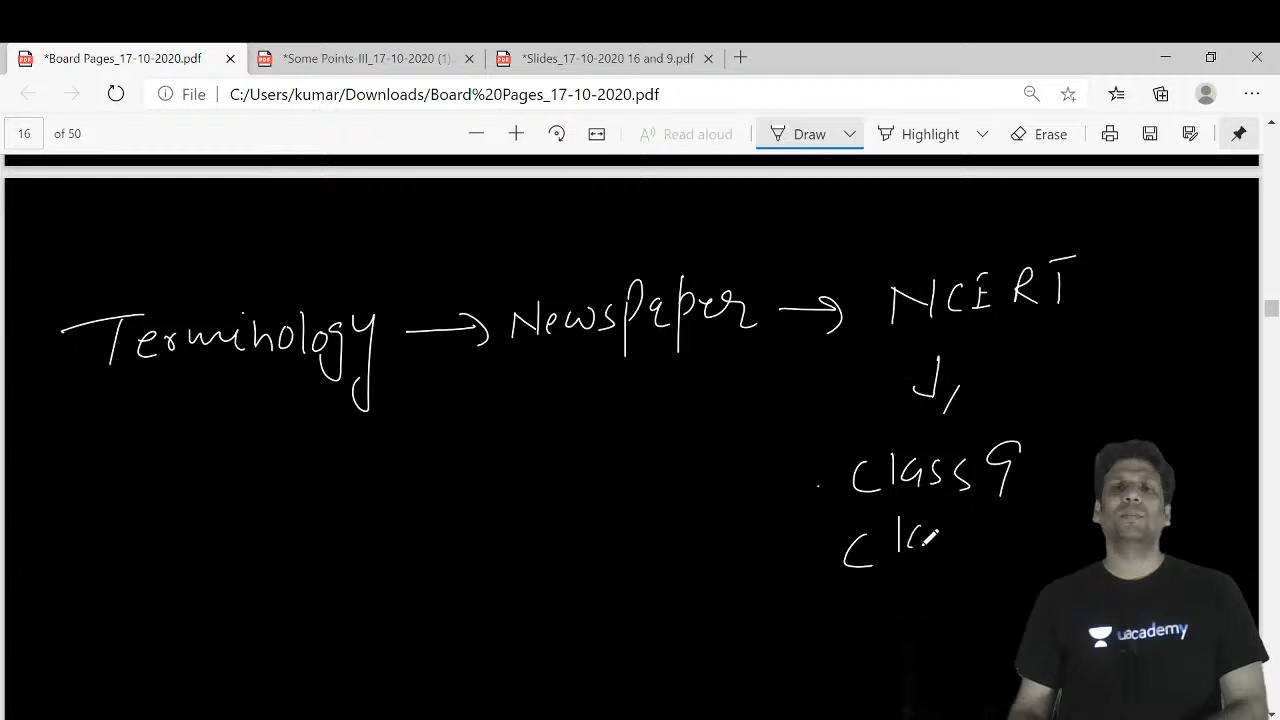 *Board Pages_17-10-2020.pdf
*Some Points-III_17-10-2020 (1).
*Slides_17-10-2020 16 and 9.pdf
File C:/Users/kumar/Downloads/Board%20Pages_17-10-2020.pdf
16 of 50 Read aloud Draw Highlight Erase
Terminology → Newspaper → NCERT
Class 9
Cla
unacademy